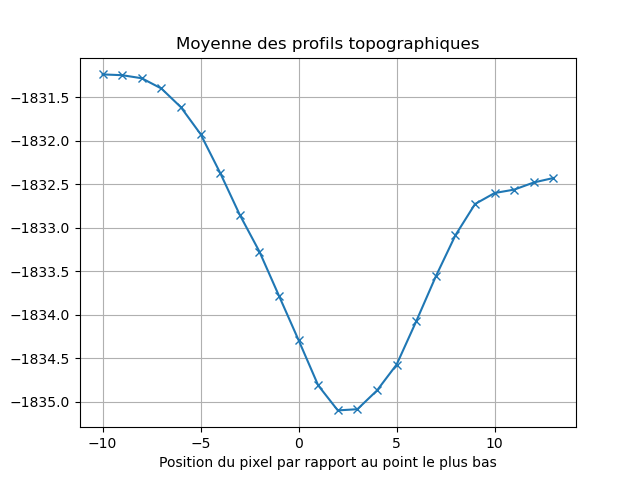 Moyenne des profils topographiques
−1831.5
−1832.0
−1832.5
−1833.0
−1833.5
−1834.0
−1834.5
−1835.0
−10 −5 0 5 10
Position du pixel par rapport au point le plus bas